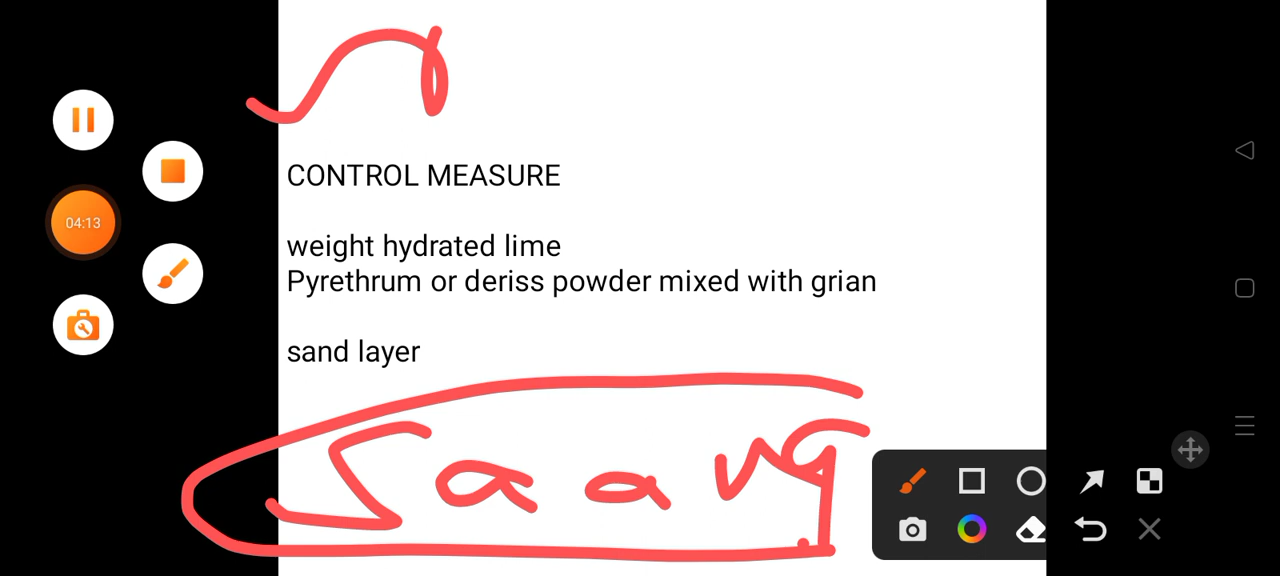 04:13
CONTROL MEASURE
weight hydrated lime
Pyrethrum or deriss powder mixed with grian
sand layer